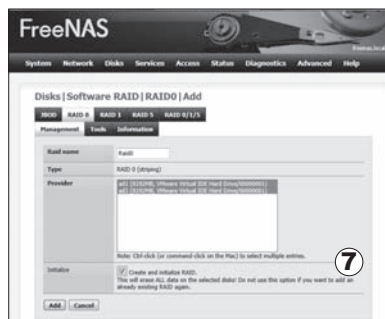 FreeNAS
freenas.local
System Network Disks Services Access Status Diagnostics Advanced Help
Disks|Software RAID|RAID0|Add
JBOD RAID 0 RAID 1 RAID 5 RAID 0/1/5
Management Tools Information
Raid name Raid0
Type RAID 0 (striping)
Provider
Note: Ctrl-click (or command-click on the Mac) to select multiple entries.
Initialize Create and initialize RAID.
This will erase ALL data on the selected disks! Do not use this option if you want to add an
already existing RAID again.
7
Add Cancel